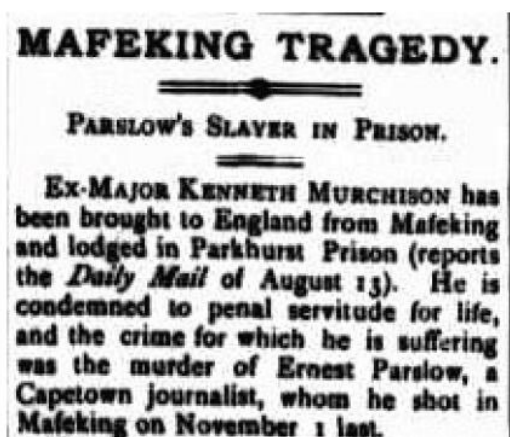 MAFEKING TRAGEDY.
PARSLOW'S SLAYER IN PRISON.
EX-MAJOR KENNETH MURCHISON has
been brought to England from Mafeking
and lodged in Parkhurst Prison (reports
the Daily Mail of August 13). He is
condemned to penal servitude for life,
and the crime for which he is suffering
was the murder of Ernest Parslow, a
Capetown journalist, whom he shot in
Mafeking on November 1 last.